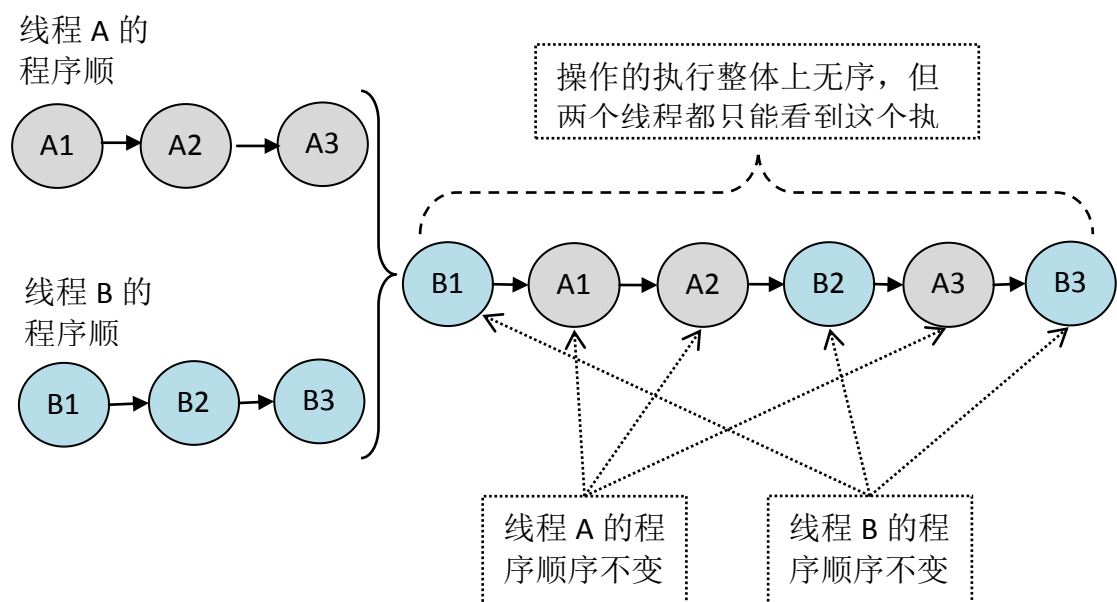 线程 A 的
程序顺
A1
A2
A3
操作的执行整体上无序，但
两个线程都只能看到这个执
线程 B 的
程序顺
B1
B2
B3
B1
A1
A2
B2
A3
B3
线程 A 的程
序顺序不变
线程 B 的程
序顺序不变